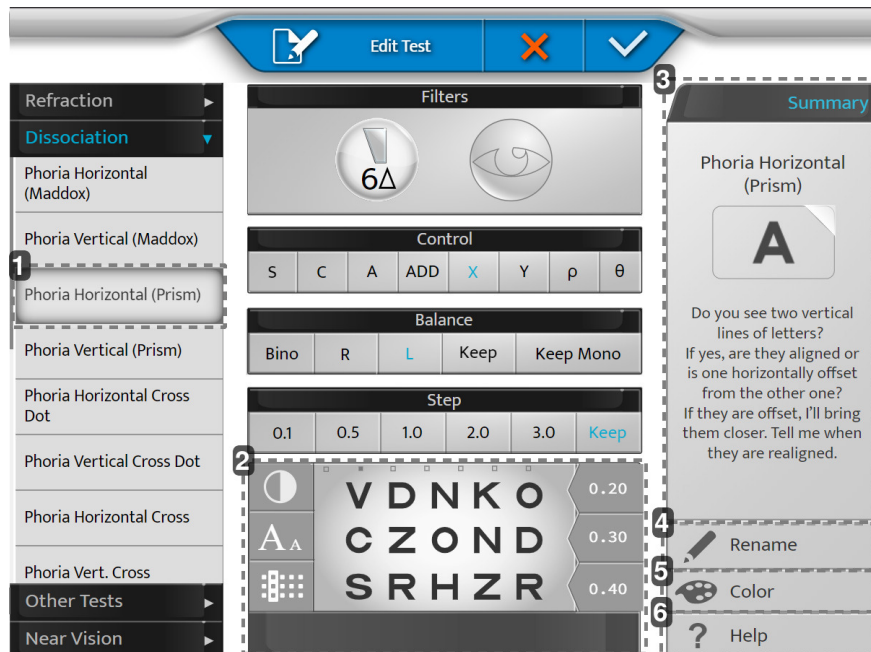 Edit Test
Refraction
Dissociation
Phoria Horizontal
(Maddox)
Phoria Vertical (Maddox)
1
Phoria Horizontal (Prism)
Phoria Vertical (Prism)
Phoria Horizontal Cross
Dot
Phoria Vertical Cross Dot
Phoria Horizontal Cross
Phoria Vert. Cross
Other Tests
Near Vision
Filters
6Δ
Control
S C A ADD X Y ρ θ
Balance
Bino R L Keep Keep Mono
Step
0.1 0.5 1.0 2.0 3.0 Keep
2
V D N K O 0.20
A A C Z O N D 0.30
S R H Z R 0.40
3
Summary
Phoria Horizontal
(Prism)
A
Do you see two vertical
lines of letters?
If yes, are they aligned or
is one horizontally offset
from the other one?
If they are offset, I’ll bring
them closer. Tell me when
they are realigned.
4
Rename
5
Color
6
? Help